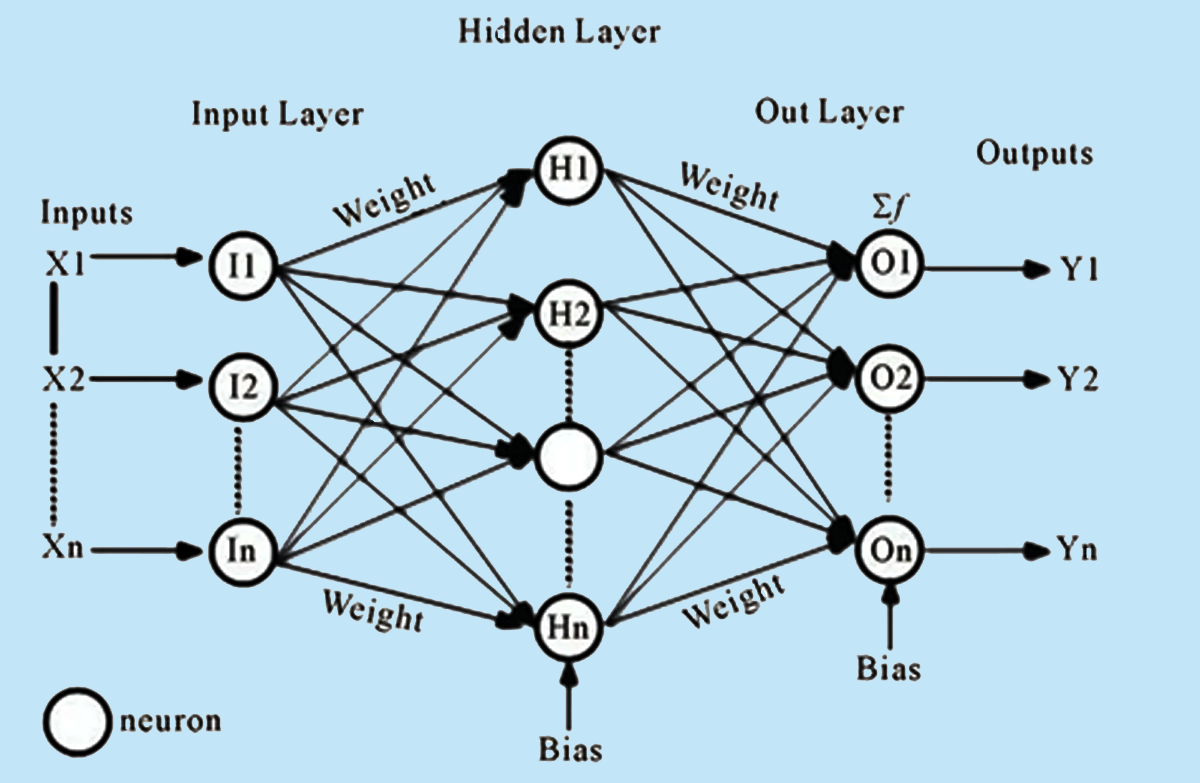 Hidden Layer
Input Layer
Out Layer
Outputs
Inputs
Weight
Weight
Σf
X1
I1
H1
O1
Y1
X2
I2
H2
O2
Y2
Xn
In
Hn
On
Yn
Weight
Weight
Bias
Bias
neuron